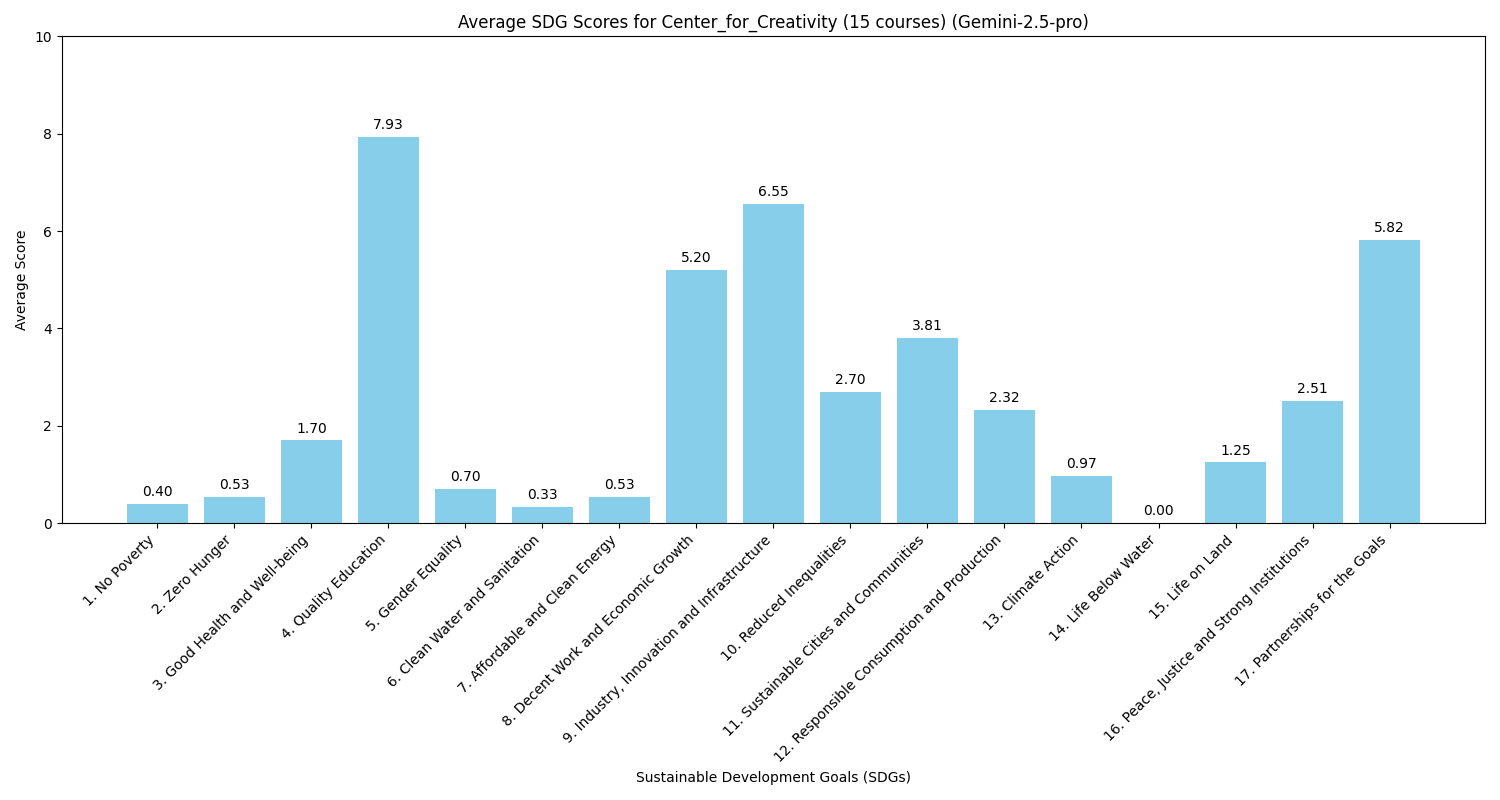 Average SDG Scores for Center_for_Creativity (15 courses) (Gemini-2.5-pro)
Average Score
10
8
6
4
2
0
0.40
0.53
1.70
7.93
0.70
0.33
0.53
5.20
6.55
2.70
3.81
2.32
0.97
0.00
1.25
2.51
5.82
1. No Poverty
2. Zero Hunger
3. Good Health and Well-being
4. Quality Education
5. Gender Equality
6. Clean Water and Sanitation
7. Affordable and Clean Energy
8. Decent Work and Economic Growth
9. Industry, Innovation and Infrastructure
10. Reduced Inequalities
11. Sustainable Cities and Communities
12. Responsible Consumption and Production
13. Climate Action
14. Life Below Water
15. Life on Land
16. Peace, Justice and Strong Institutions
17. Partnerships for the Goals
Sustainable Development Goals (SDGs)